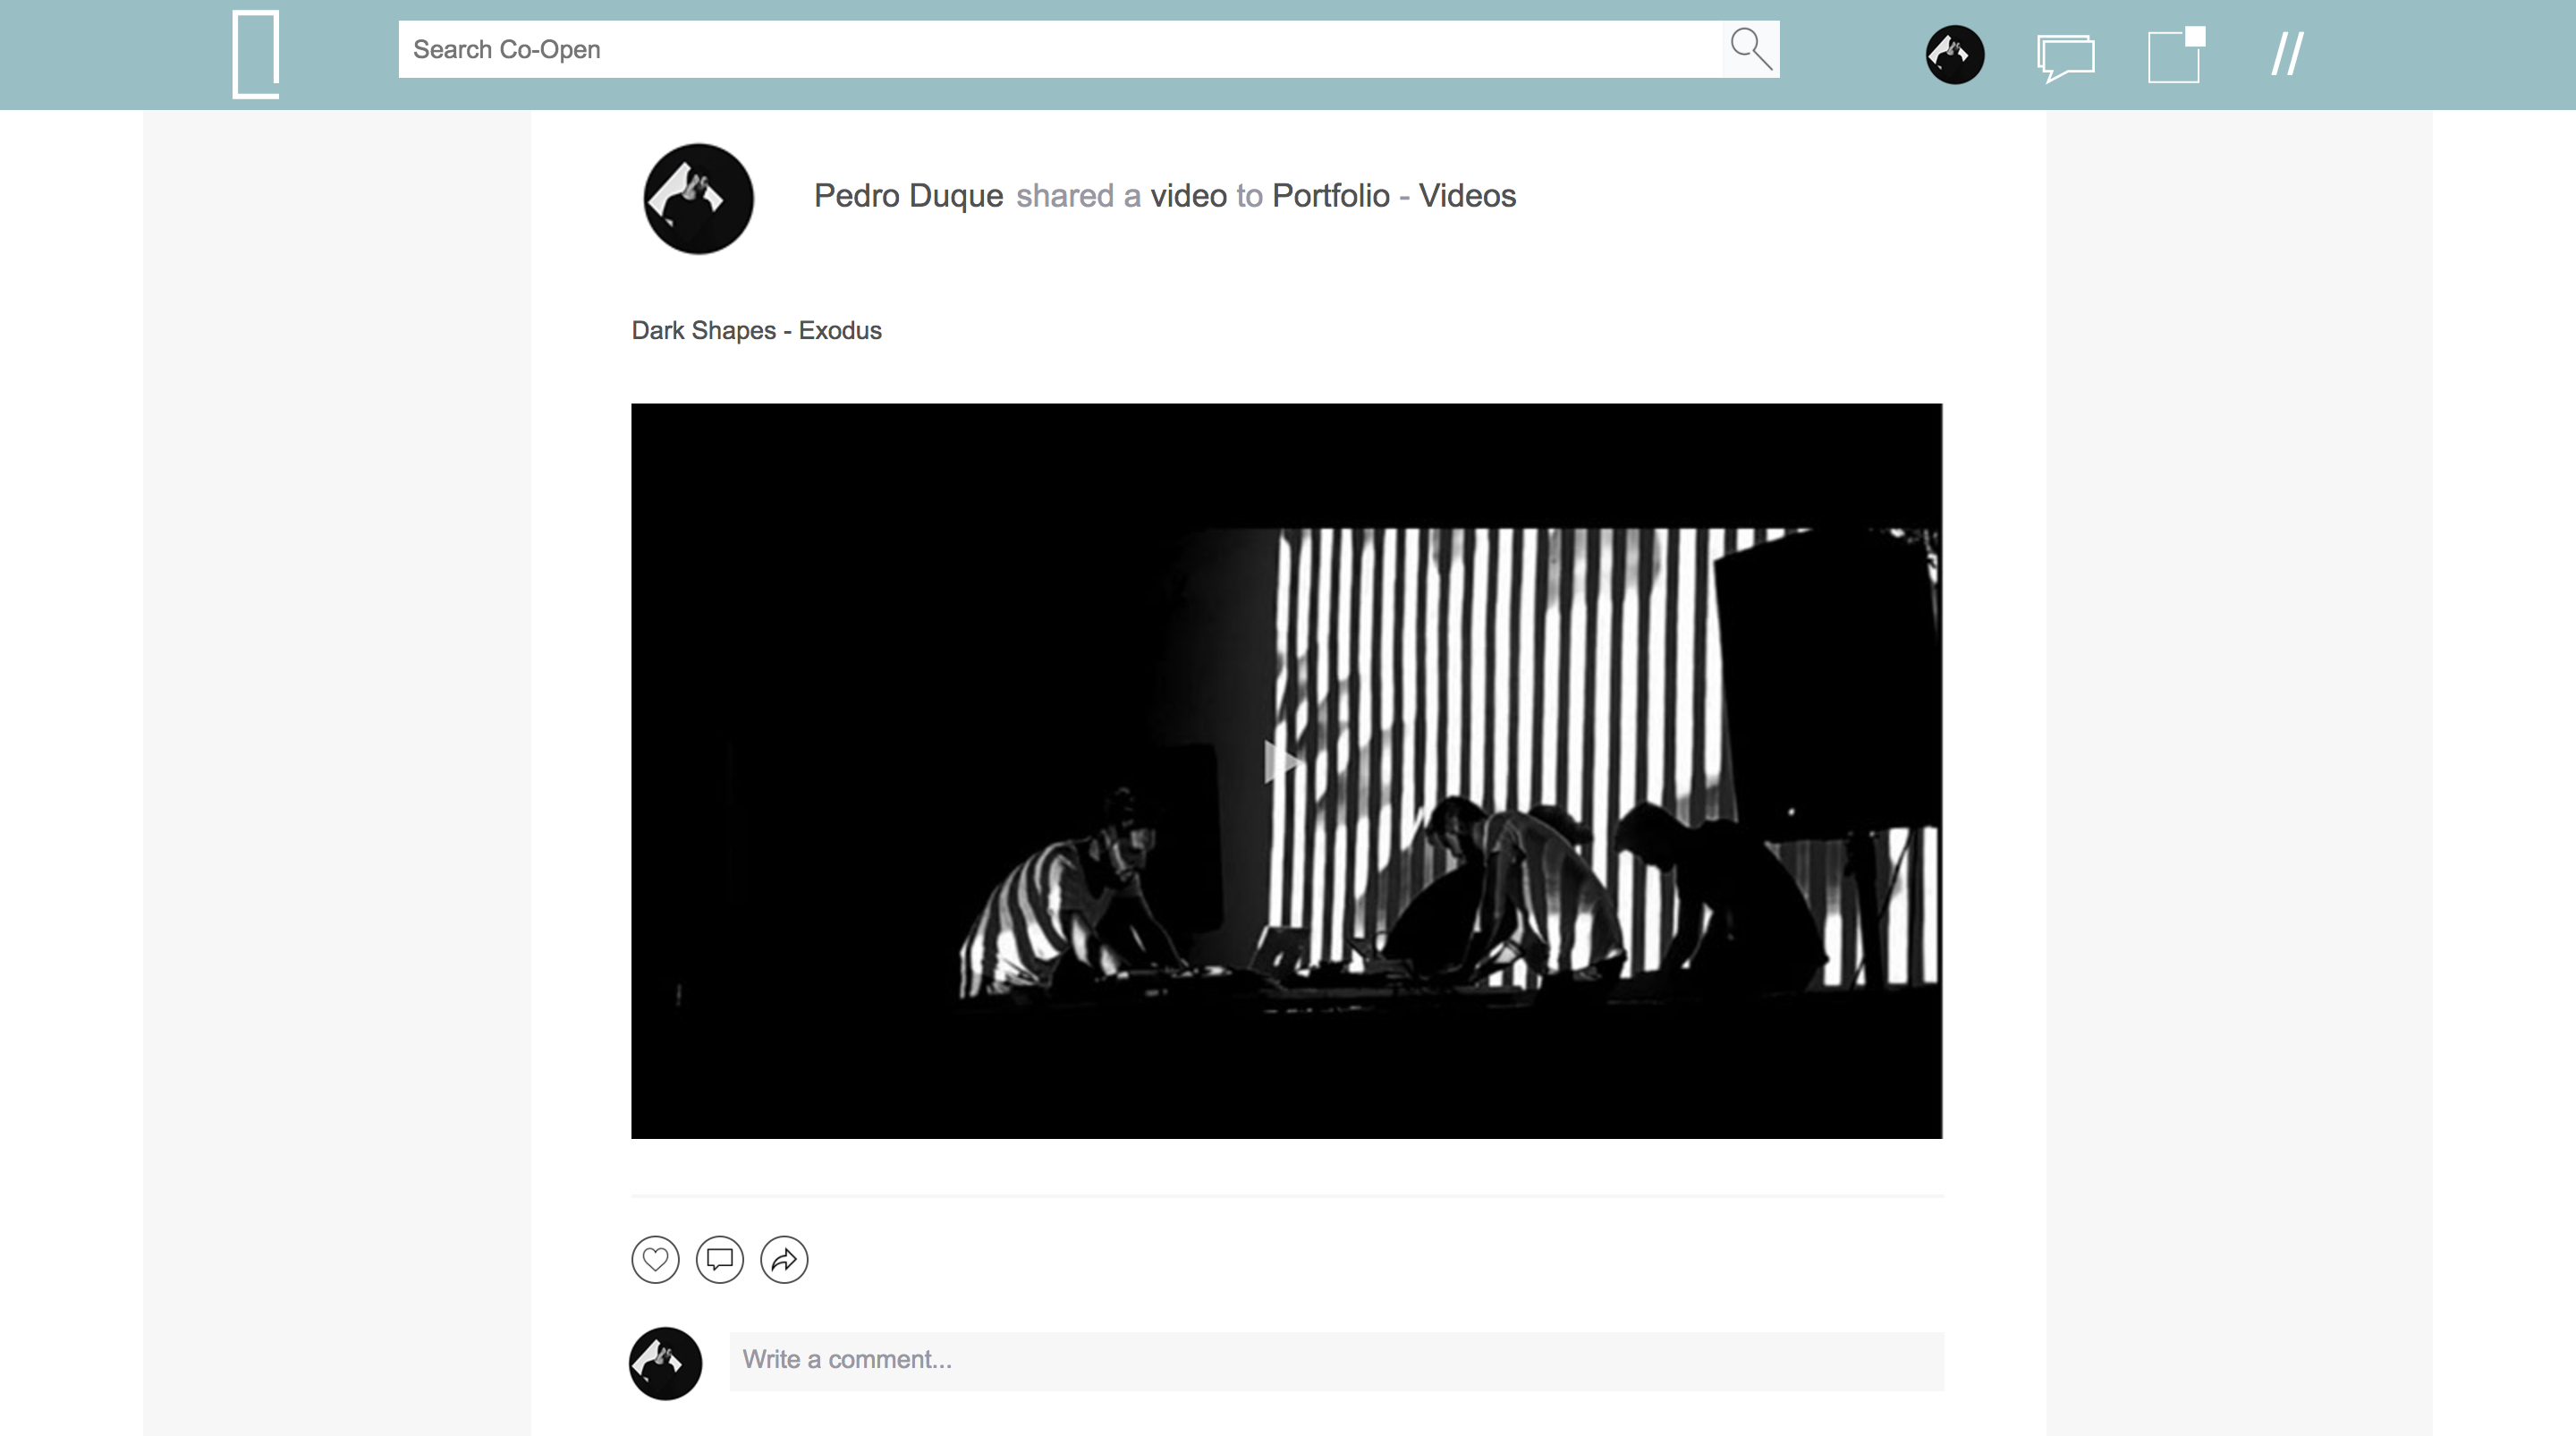 Search Co-Open
Pedro Duque shared a video to Portfolio - Videos
Dark Shapes - Exodus
Write a comment...